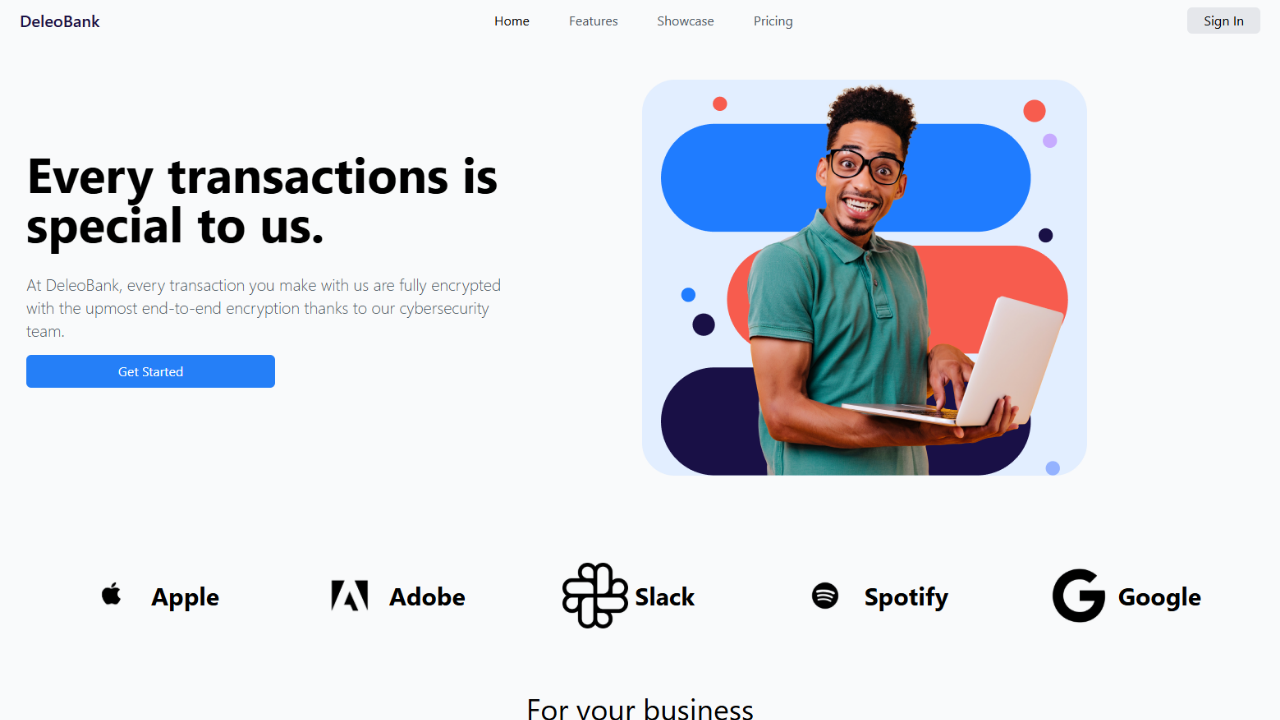 DeleoBank
Home
Features
Showcase
Pricing
Sign In
Every transactions is
special to us.
At DeleoBank, every transaction you make with us are fully encrypted
with the upmost end-to-end encryption thanks to our cybersecurity
team.
Get Started
Apple
Adobe
Slack
Spotify
Google
For your business